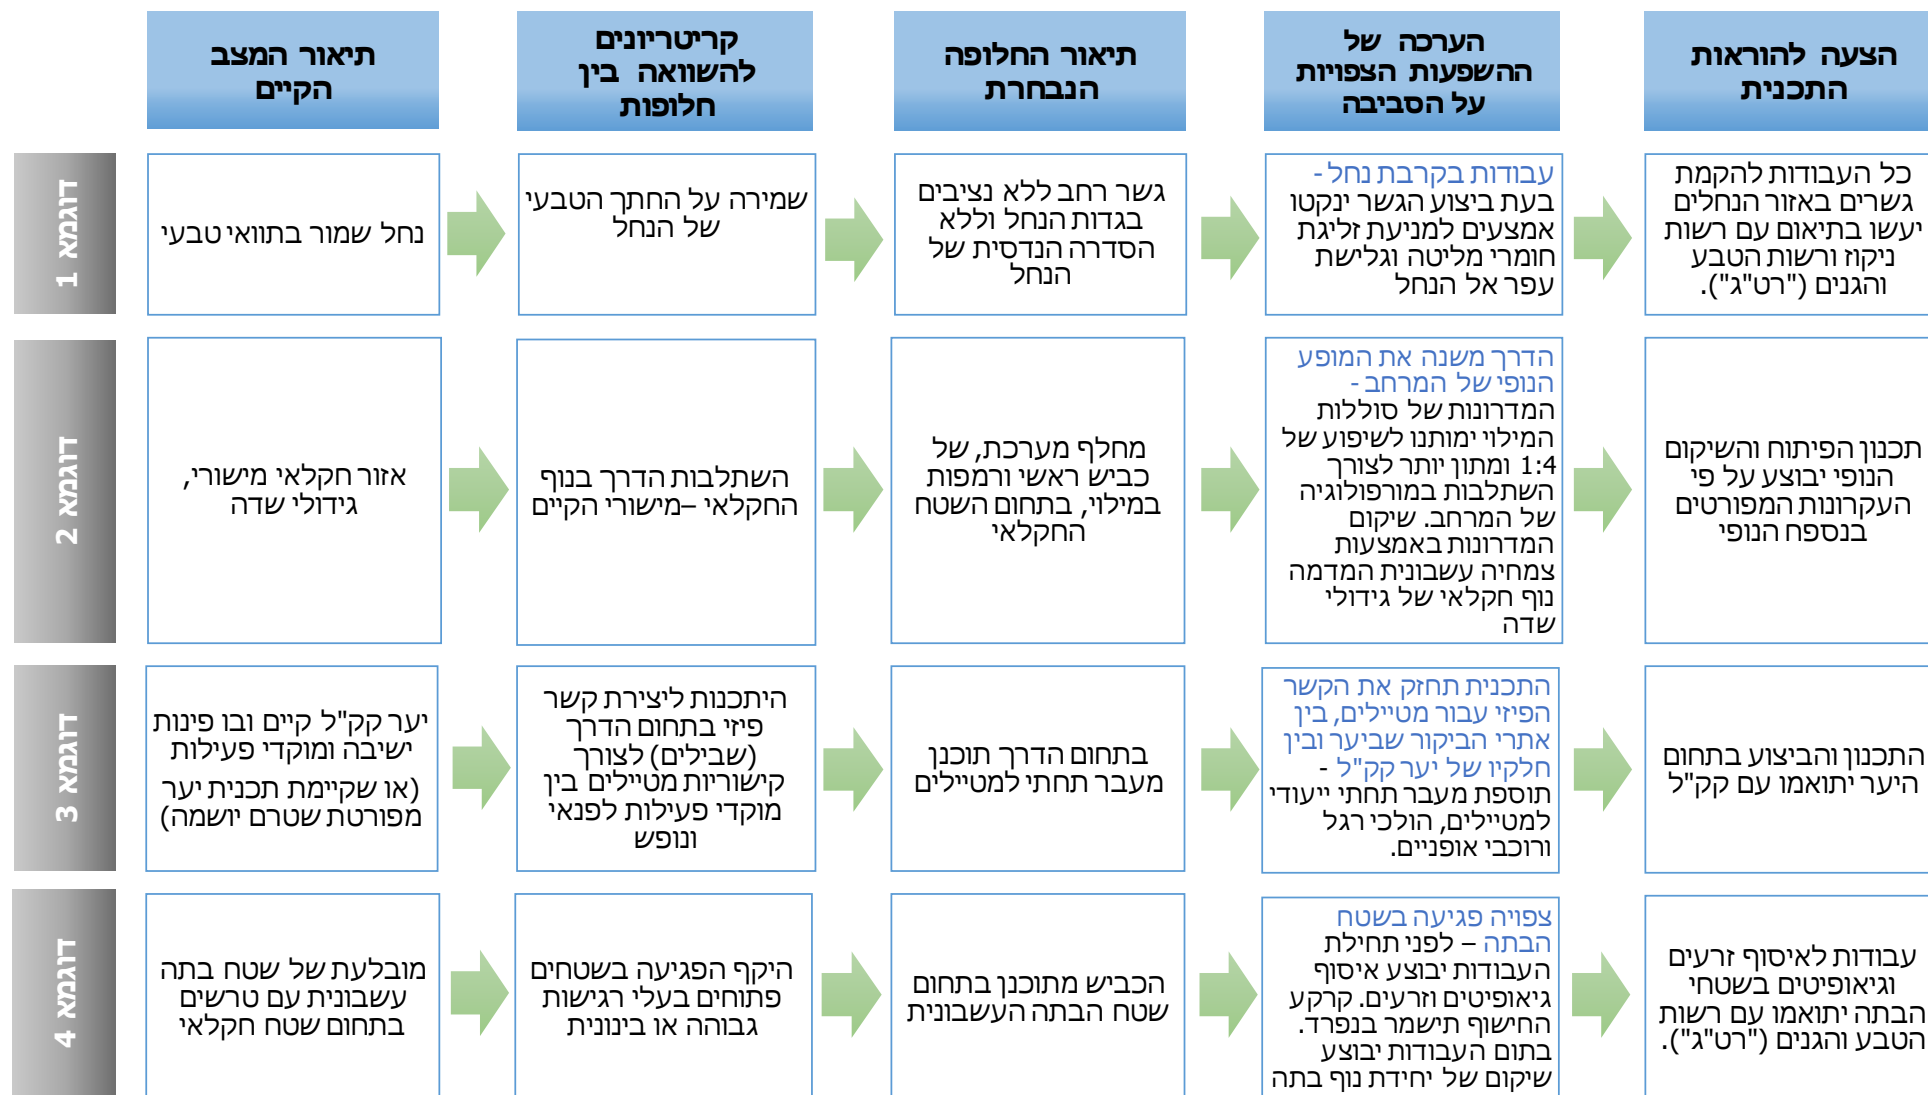 תיאור המצב
הקיים
קריטריונים
להשוואה בין
חלופות
תיאור החלופה
הנבחרת
הערכה של
ההשפעות הצפויות
על הסביבה
הצעה להוראות
התכנית
דוגמא 1
נחל שמור בתוואי טבעי
שמירה על החתך הטבעי
של הנחל
גשר רחב ללא נציבים
בגדות הנחל וללא
הסדרה הנדסית של
הנחל
עבודות בקרבת נחל -
בעת ביצוע הגשר ינקטו
אמצעים למניעת זליגת
חומרי מליטה וגלישת
עפר אל הנחל
כל העבודות להקמת
גשרים באזור הנחלים
יעשו בתיאום עם רשות
ניקוז ורשות הטבע
והגנים ("רט"ג").
דוגמא 2
אזור חקלאי מישורי,
גידולי שדה
השתלבות הדרך בנוף
החקלאי –מישורי הקיים
מחלף מערכת, של
כביש ראשי ורמפות
במילוי, בתחום השטח
החקלאי
הדרך משנה את המופע
הנופי של המרחב -
המדרונות של סוללות
המילוי ימותנו לשיפוע של
1:4 ומתון יותר לצורך
השתלבות במורפולוגיה
של המרחב. שיקום
המדרונות באמצעות
צמחיה עשבונית המדמה
נוף חקלאי של גידולי
שדה
תכנון הפיתוח והשיקום
הנופי יבוצע על פי
העקרונות המפורטים
בנספח הנופי
דוגמא 3
יער קק"ל קיים ובו פינות
ישיבה ומוקדי פעילות
(או שקיימת תכנית יער
מפורטת שטרם יושמה)
היתכנות ליצירת קשר
פיזי בתחום הדרך
(שבילים) לצורך
קישוריות מטיילים בין
מוקדי פעילות לפנאי
ונופש
בתחום הדרך תוכנן
מעבר תחתי למטיילים
התכנית תחזק את הקשר
הפיזי עבור מטיילים, בין
אתרי הביקור שביער ובין
חלקיו של יער קק"ל -
תוספת מעבר תחתי ייעודי
למטיילים, הולכי רגל
ורוכבי אופניים.
התכנון והביצוע בתחום
היער יתואמו עם קק"ל
דוגמא 4
מובלעת של שטח בתה
עשבונית עם טרשים
בתחום שטח חקלאי
היקף הפגיעה בשטחים
פתוחים בעלי רגישות
גבוהה או בינונית
הכביש מתוכנן בתחום
שטח הבתה העשבונית
צפויה פגיעה בשטח
הבתה – לפני תחילת
העבודות יבוצע איסוף
גיאופיטים וזרעים. קרקע
החישוף תישמר בנפרד.
בתום העבודות יבוצע
שיקום של יחידת נוף בתה
עבודות לאיסוף זרעים
וגיאופיטים בשטחי
הבתה יתואמו עם רשות
הטבע והגנים ("רט"ג").